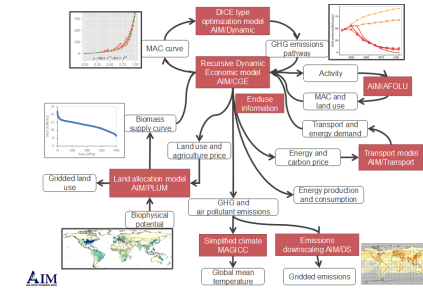 DICE type
optimization model
AIM/Dynamic
MAC curve
GHG emissions
pathway
Recursive Dynamic
Economic model
AIM/CGE
Activity
AIM/AFOLU
MAC and
land use
Enduse
information
Biomass
supply curve
Transport and
energy demand
Land use and
agriculture price
Energy and
carbon price
Transport model
AIM/Transport
Gridded land
use
Land allocation model
AIM/PLUM
Energy production
and consumption
Biophysical
potential
GHG and
air pollutant emissions
Simplified climate
MAGICC
Emissions
downscaling AIM/DS
Global mean
temperature
Gridded emissions
AIM